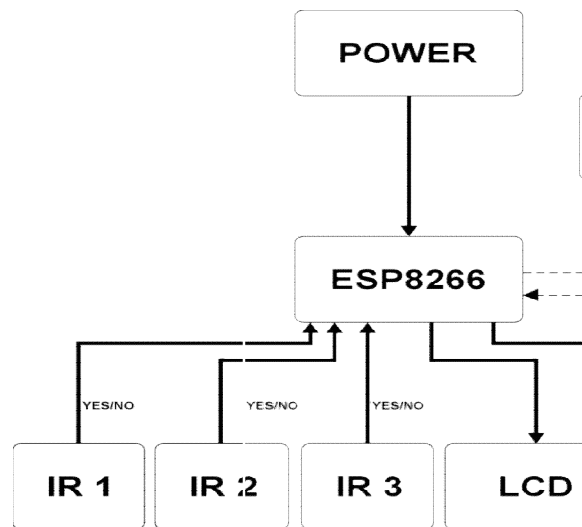 POWER
ESP8266
YES/NO
YES/NO
YES/NO
IR 1
IR 2
IR 3
LCD